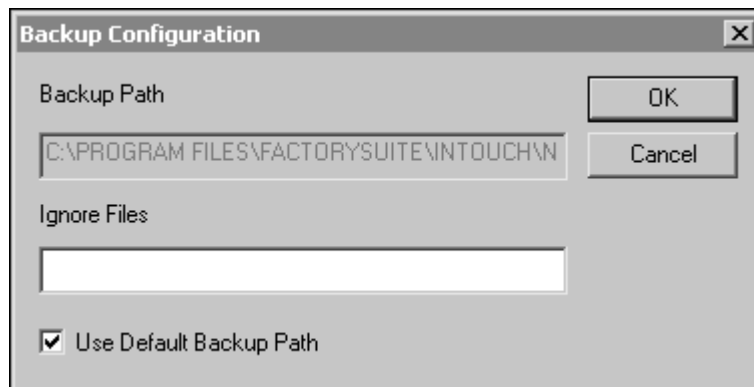 Backup Configuration
Backup Path
OK
C:\PROGRAM FILES\FACTORYSUITE\INTOUCH\N
Cancel
Ignore Files
Use Default Backup Path